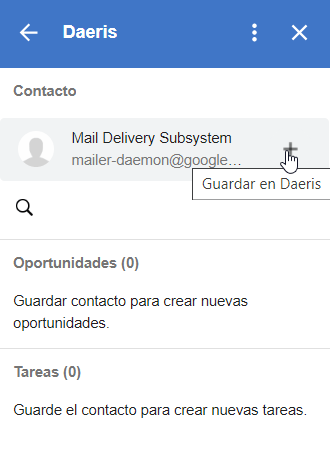 Daeris
Contacto
Mail Delivery Subsystem
mailer-daemon@google...
Guardar en Daeris
Oportunidades (0)
Guardar contacto para crear nuevas
oportunidades.
Tareas (0)
Guarde el contacto para crear nuevas tareas.